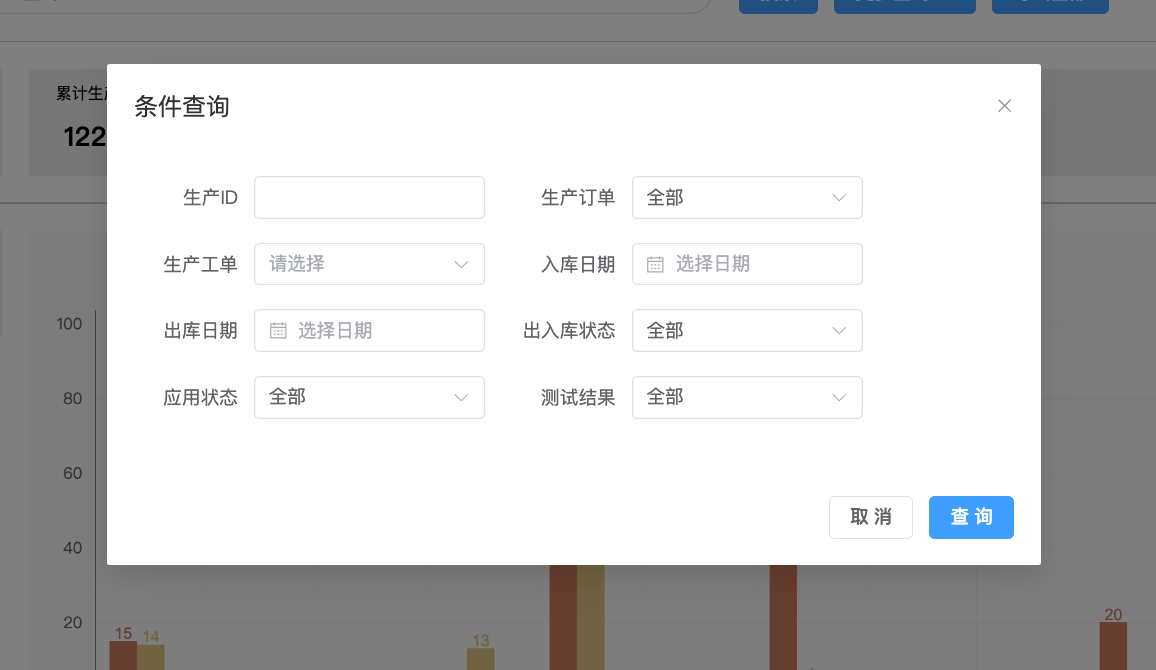 累计生
122
条件查询
生产ID
生产订单 全部
生产工单 请选择
入库日期 选择日期
出库日期 选择日期
出入库状态 全部
应用状态 全部
测试结果 全部
取 消
查 询
100
80
60
40
20
15
14
13
20